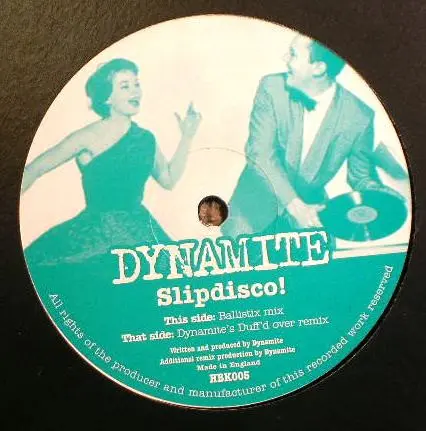 DYNAMITE
Slipdisco!
This side: Ballistix mix
That side: Dynamite's Duff'd over remix
Written and produced by Dynamite
Additional remix production by Dynamite
Made in England
HBK005
All rights of the producer and manufacturer of this recorded work reserved